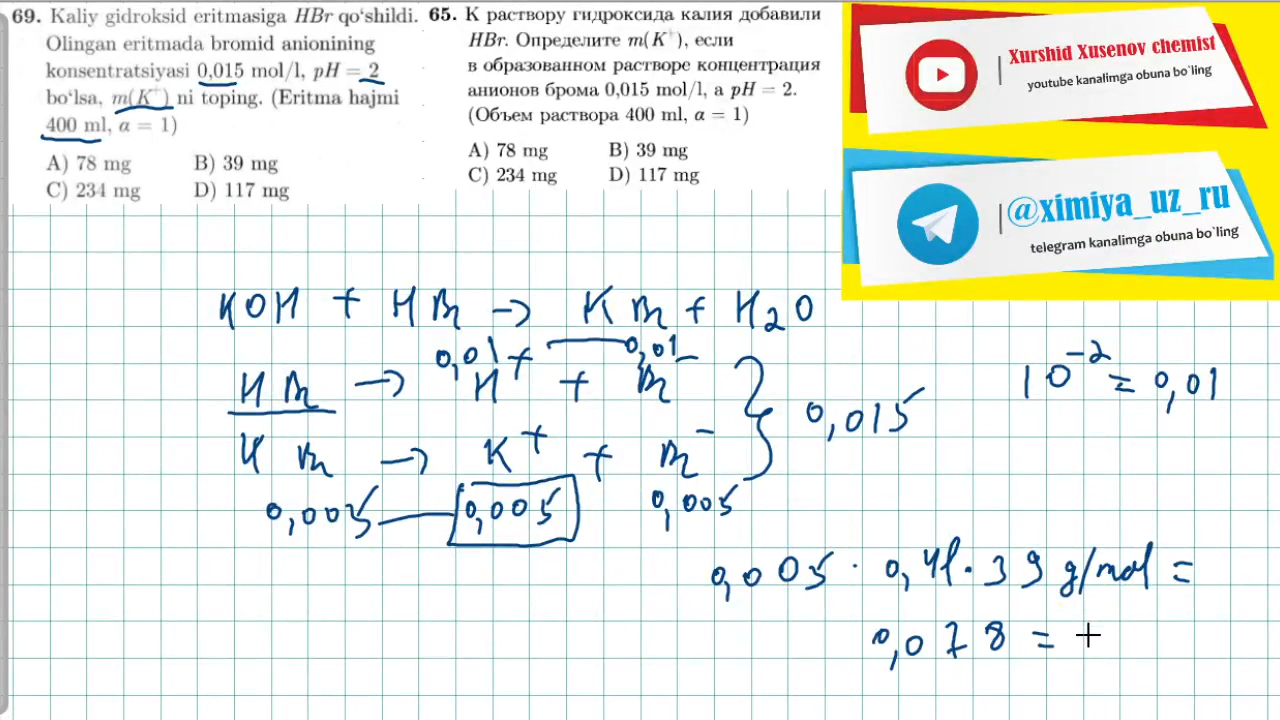 69. Kaliy gidroksid eritmasiga HBr qo‘shildi.
Olingan eritmada bromid anionining
konsentratsiyasi 0,015 mol/l, pH = 2
bo‘lsa, m(K⁺) ni toping. (Eritma hajmi
400 ml, α = 1)
A) 78 mg B) 39 mg
C) 234 mg D) 117 mg
65. К раствору гидроксида калия добавили
HBr. Определите m(K⁺), если
в образованном растворе концентрация
анионов брома 0,015 mol/l, а pH = 2.
(Объем раствора 400 ml, α = 1)
A) 78 mg B) 39 mg
C) 234 mg D) 117 mg
Xurshid Xusenov chemist
youtube kanalimga obuna bo`ling
@ximiya_uz_ru
telegram kanalimga obuna bo`ling
KOH + HBr → KBr + H2O
0,01 0,01
HBr → H⁺ + Br⁻
0,015
KBr → K⁺ + Br⁻
0,005 0,005 0,005
10⁻² = 0,01
0,005 · 0,4l · 39 g/mol =
0,078 =